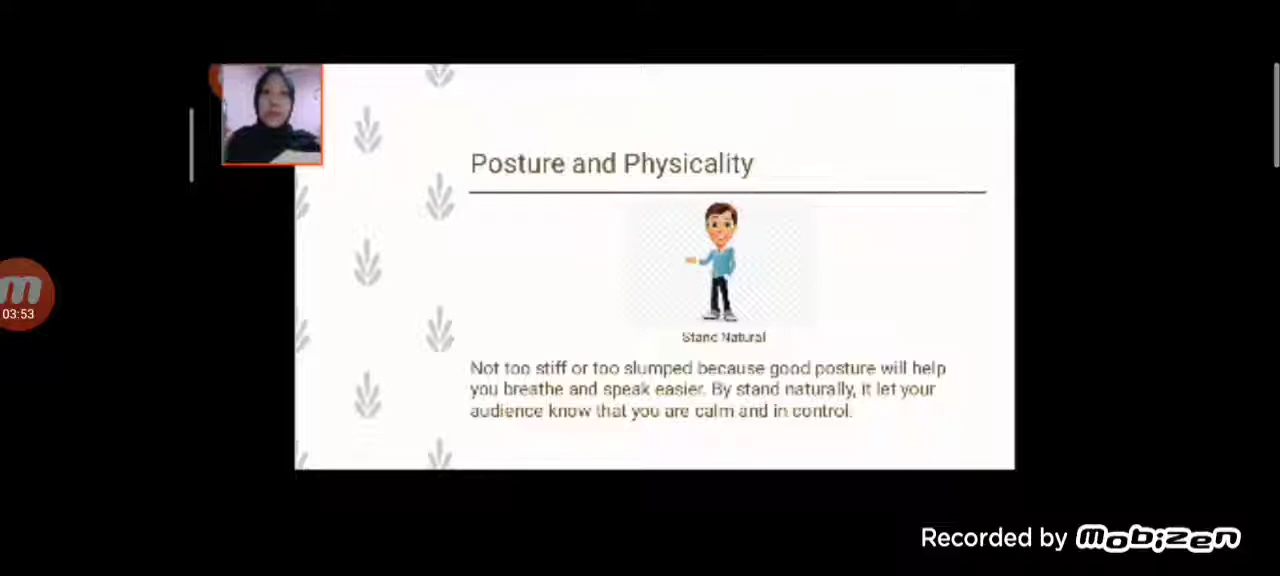 Posture and Physicality
Stand Natural
Not too stiff or too slumped because good posture will help
you breathe and speak easier. By stand naturally, it let your
audience know that you are calm and in control.
03:53
Recorded by Mobizen